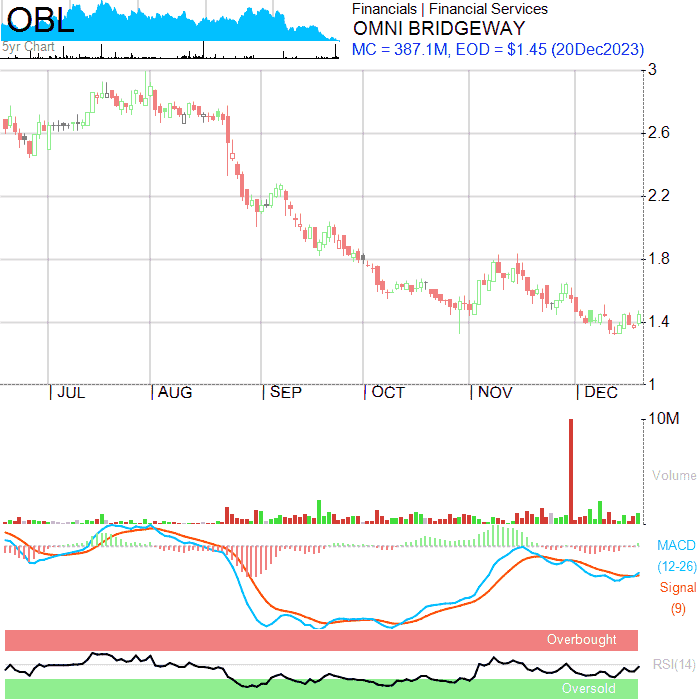 OBL
5yr Chart
Financials | Financial Services
OMNI BRIDGEWAY
MC = 387.1M, EOD = $1.45 (20Dec2023)
3
2.6
2.2
1.8
1.4
1
JUL AUG SEP OCT NOV DEC
10M
Volume
MACD
(12-26)
Signal
(9)
Overbought
RSI(14)
Oversold